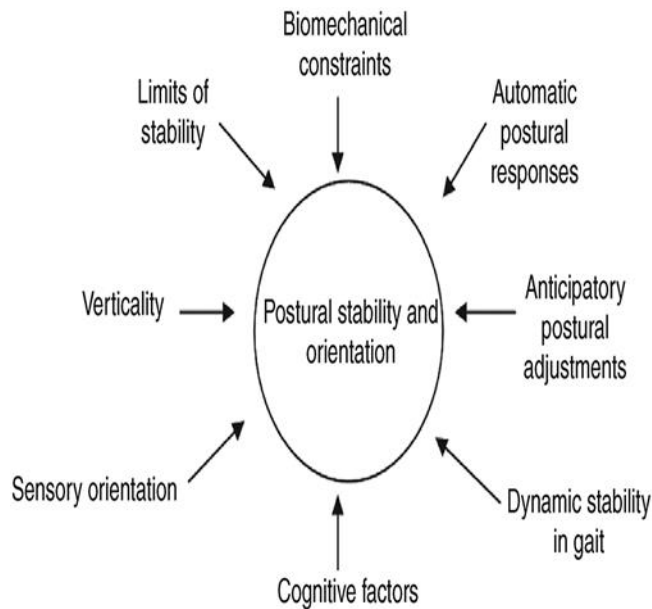 Biomechanical
constraints
Limits of
stability
Automatic
postural
responses
Verticality
Postural stability and
orientation
Anticipatory
postural
adjustments
Sensory orientation
Dynamic stability
in gait
Cognitive factors